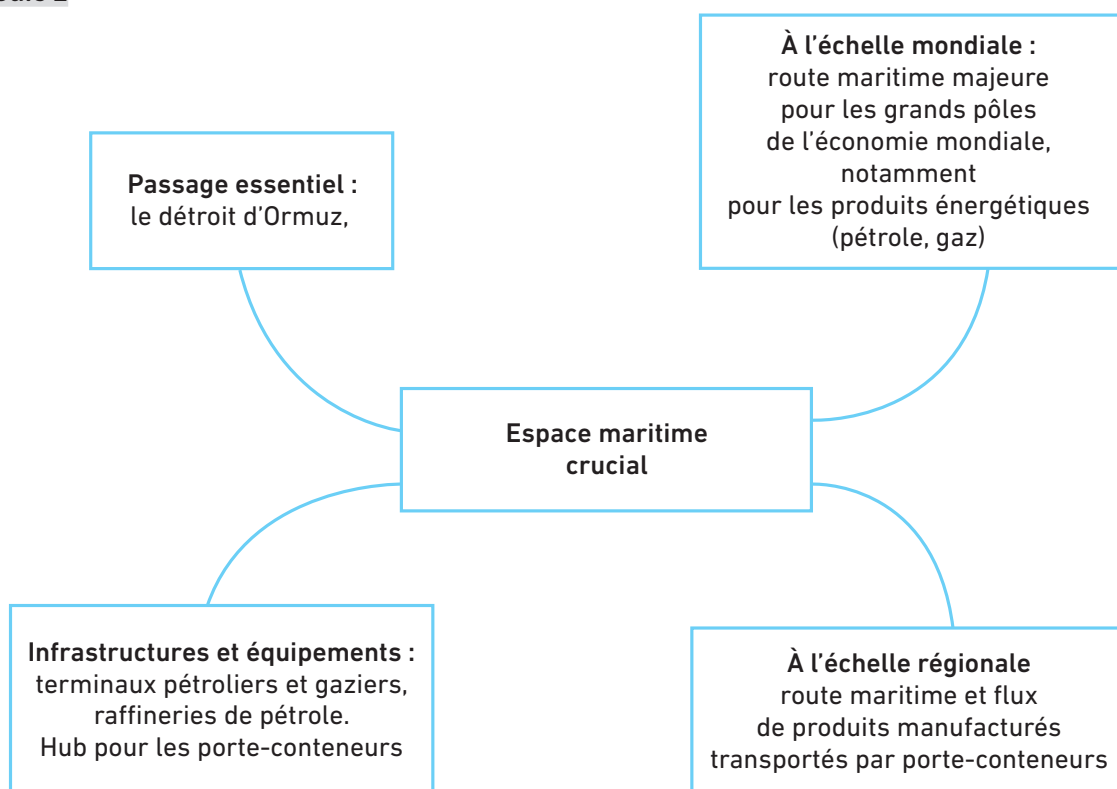 À l’échelle mondiale :
route maritime majeure
pour les grands pôles
de l’économie mondiale,
notamment
pour les produits énergétiques
(pétrole, gaz)
Passage essentiel :
le détroit d’Ormuz,
Espace maritime
crucial
Infrastructures et équipements :
terminaux pétroliers et gaziers,
raffineries de pétrole.
Hub pour les porte-conteneurs
À l’échelle régionale
route maritime et flux
de produits manufacturés
transportés par porte-conteneurs